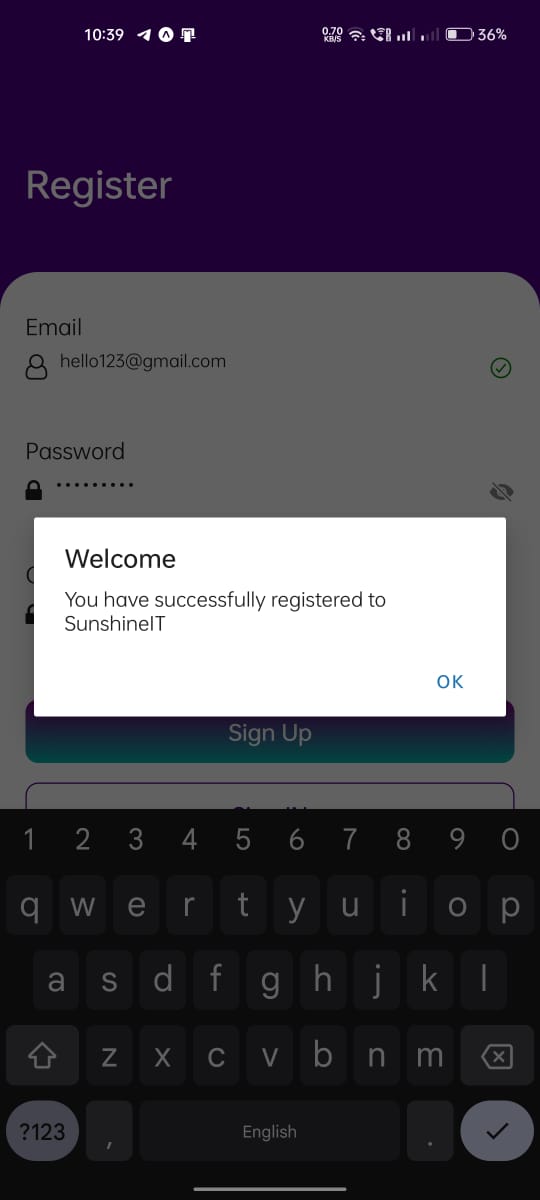 10:39 0.70 KB/S 36%
Register
Email
hello123@gmail.com
Password
•••••••••
Welcome
You have successfully registered to
SunshineIT
OK
Sign Up
1 2 3 4 5 6 7 8 9 0
q w e r t y u i o p
a s d f g h j k l
z x c v b n m
?123 , English .